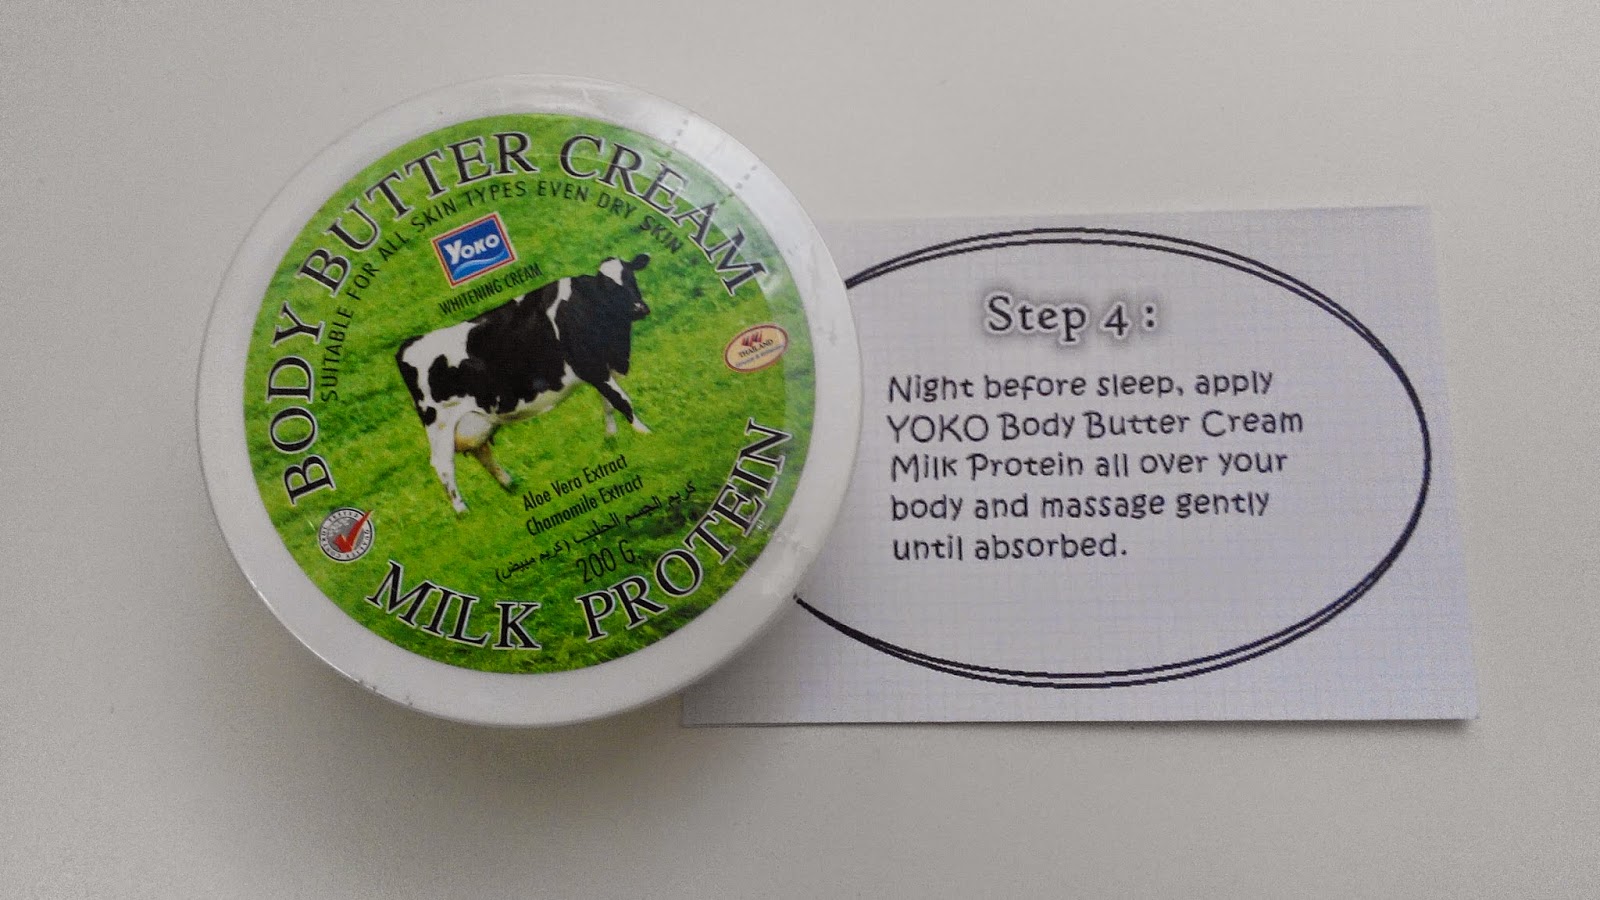 BODY BUTTER CREAM
SUITABLE FOR ALL SKIN TYPES EVEN DRY SKIN
YOKO
WHITENING CREAM
THAILAND
Aloe Vera Extract
Chamomile Extract
كريم الجسم الحليب (كريم مبيض)
200 G.
MILK PROTEIN
Step 4 :
Night before sleep, apply
YOKO Body Butter Cream
Milk Protein all over your
body and massage gently
until absorbed.